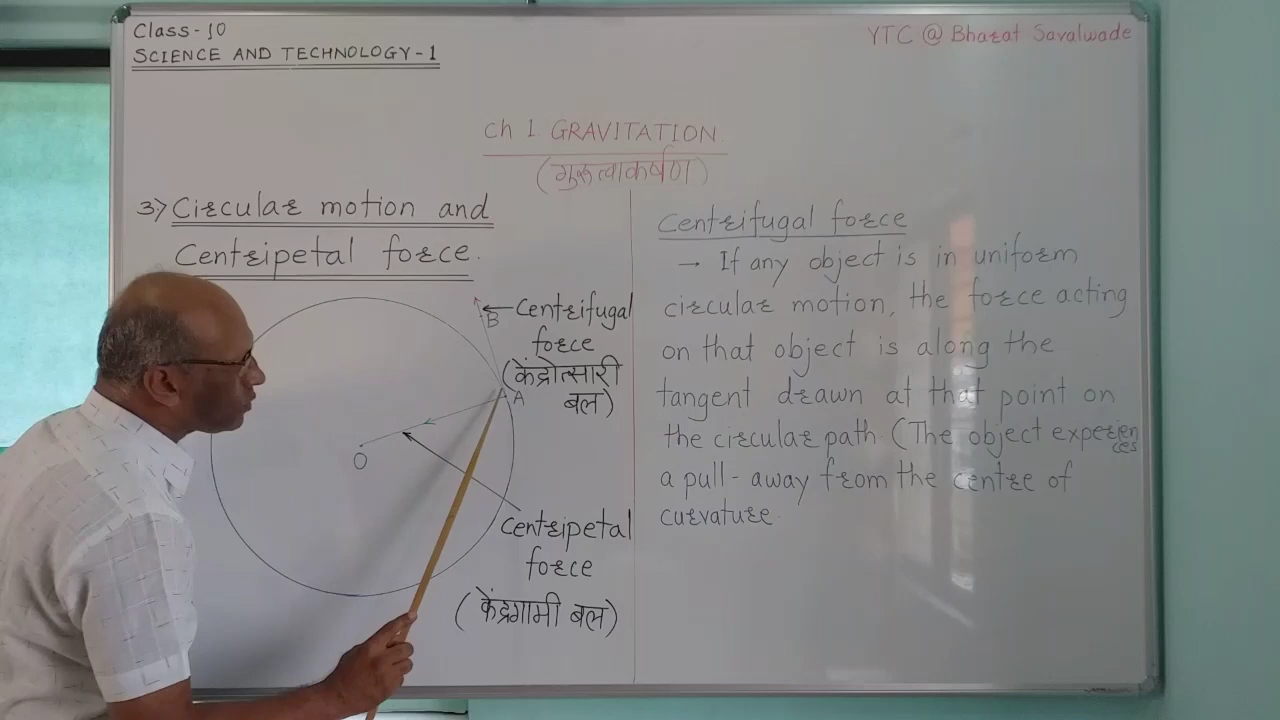 Class-10
SCIENCE AND TECHNOLOGY-1
YTC @ Bharat Savalwade
Ch 1. GRAVITATION
(गुरुत्वाकर्षण)
3.) Circular motion and
Centripetal force.
B
Centrifugal
force
(केंद्रोत्सारी
बल)
A
O
Centripetal
force
(केंद्रगामी बल)
Centrifugal force
→ If any object is in uniform
circular motion, the force acting
on that object is along the
tangent drawn at that point on
the circular path (The object experiences
a pull-away from the centre of
curvature.